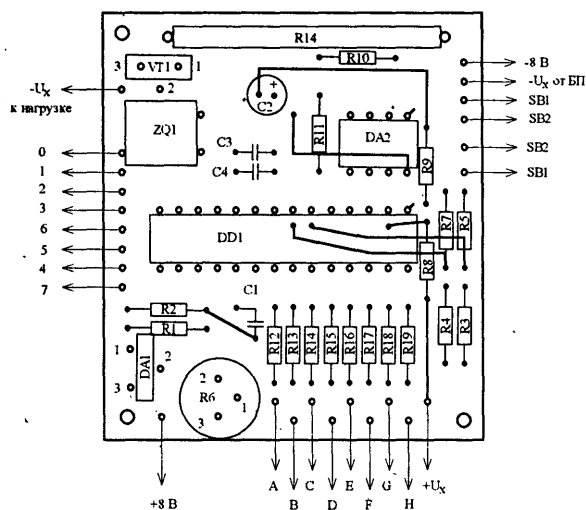 R14
R10
3 VT1 1
-8 В
-Uх
2
-Uх от БП
к нагрузке
C2
+
SB1
ZQ1
R11
DA2
SB2
C3
0
SB2
C4
R9
1
SB1
2
3
R7
R5
6
DD1
5
R8
4
7
C1
R2
R1
R12
R13
R14
R15
R16
R17
R18
R19
R4
R3
1
DA1
2
3
2
R6
1
3
A
C
E
G
+Uх
+8 В
B
D
F
H